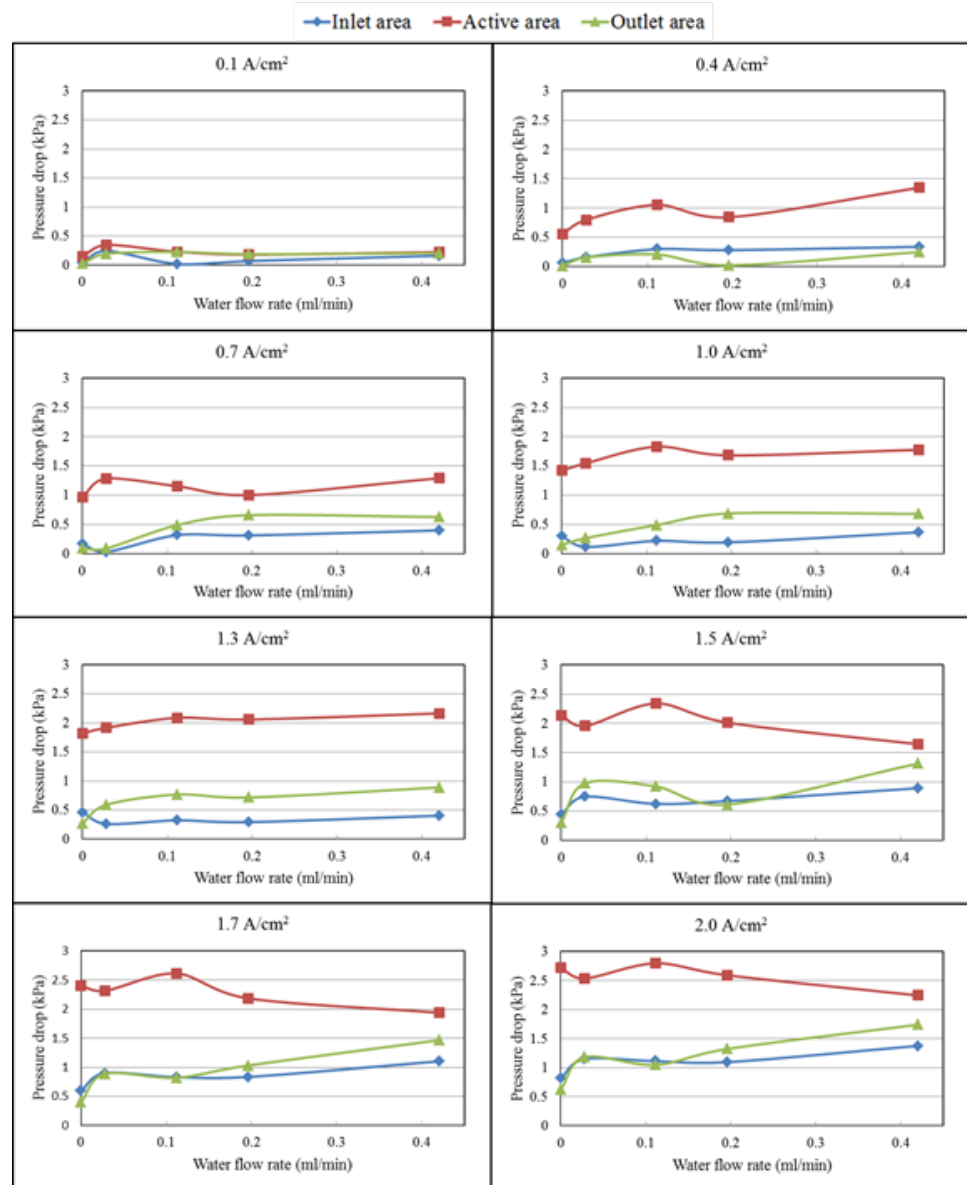 Inlet area Active area Outlet area
0.1 A/cm²
Pressure drop (kPa)
3
2.5
2
1.5
1
0.5
0
0 0.1 0.2 0.3 0.4
Water flow rate (ml/min)
0.4 A/cm²
Pressure drop (kPa)
3
2.5
2
1.5
1
0.5
0
0 0.1 0.2 0.3 0.4
Water flow rate (ml/min)
0.7 A/cm²
Pressure drop (kPa)
3
2.5
2
1.5
1
0.5
0
0 0.1 0.2 0.3 0.4
Water flow rate (ml/min)
1.0 A/cm²
Pressure drop (kPa)
3
2.5
2
1.5
1
0.5
0
0 0.1 0.2 0.3 0.4
Water flow rate (ml/min)
1.3 A/cm²
Pressure drop (kPa)
3
2.5
2
1.5
1
0.5
0
0 0.1 0.2 0.3 0.4
Water flow rate (ml/min)
1.5 A/cm²
Pressure drop (kPa)
3
2.5
2
1.5
1
0.5
0
0 0.1 0.2 0.3 0.4
Water flow rate (ml/min)
1.7 A/cm²
Pressure drop (kPa)
3
2.5
2
1.5
1
0.5
0
0 0.1 0.2 0.3 0.4
Water flow rate (ml/min)
2.0 A/cm²
Pressure drop (kPa)
3
2.5
2
1.5
1
0.5
0
0 0.1 0.2 0.3 0.4
Water flow rate (ml/min)